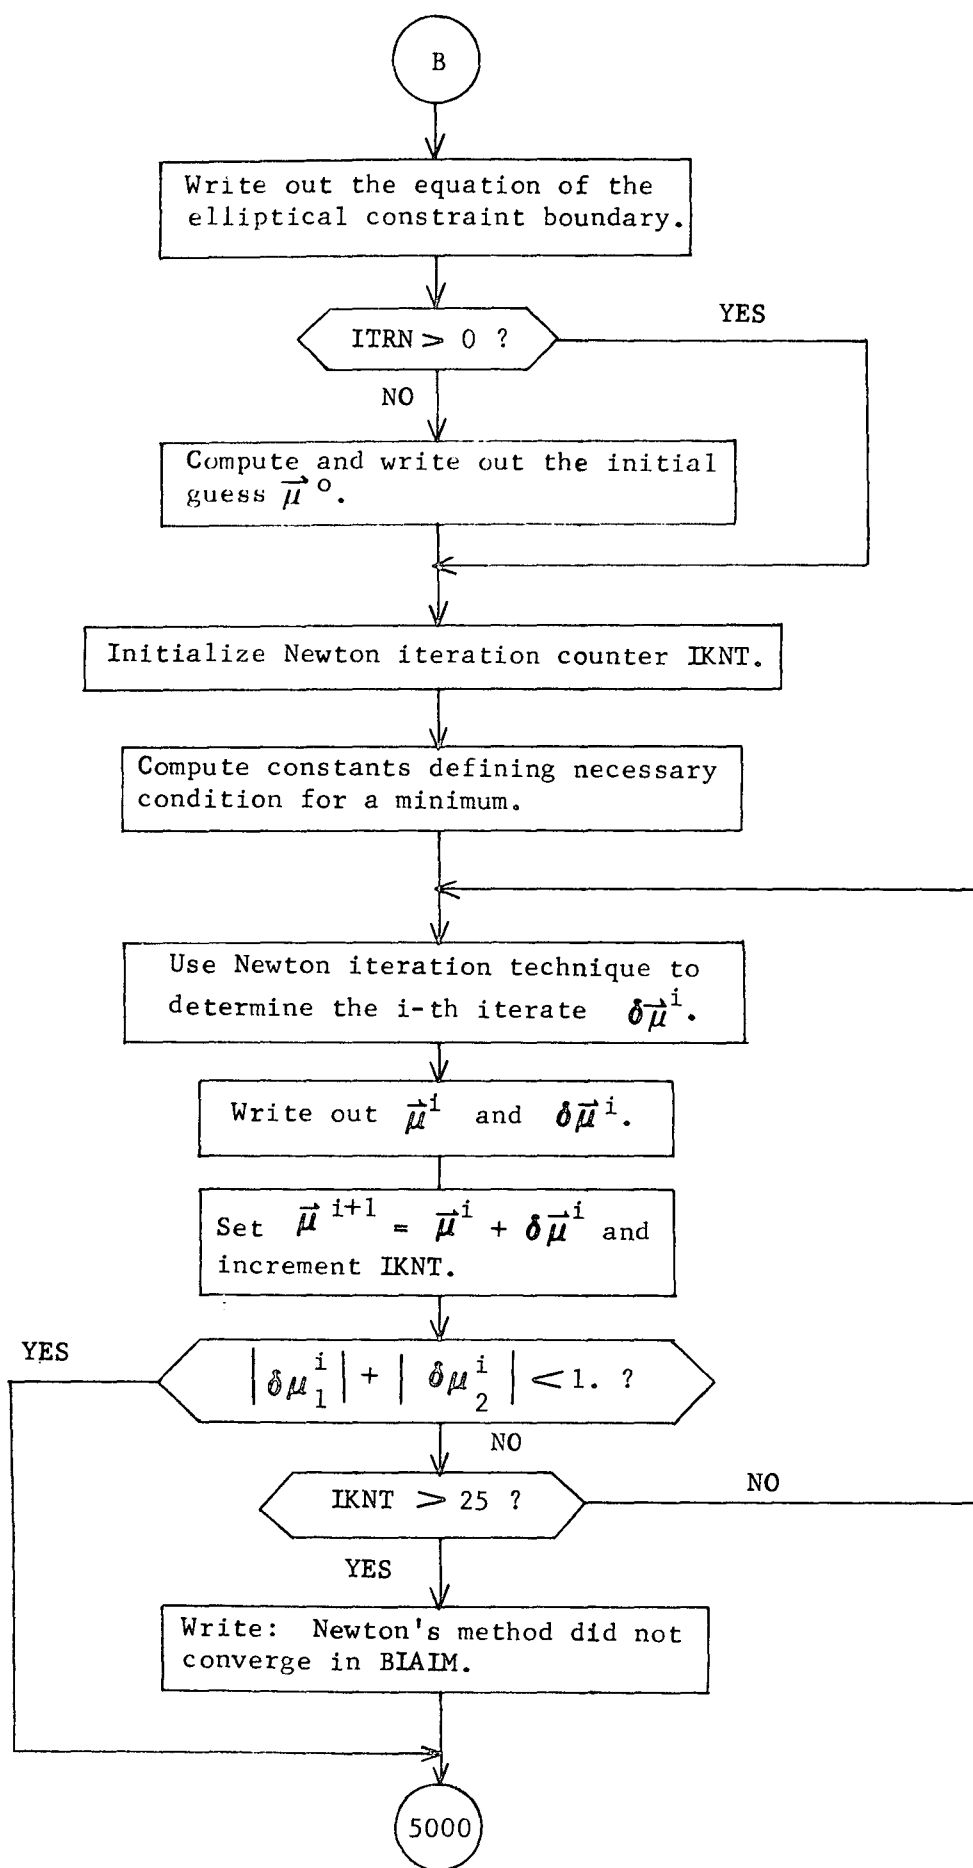 B
Write out the equation of the
elliptical constraint boundary.
ITRN > 0 ?
YES
NO
Compute and write out the initial
guess μ⃗ ⁰.
Initialize Newton iteration counter IKNT.
Compute constants defining necessary
condition for a minimum.
Use Newton iteration technique to
determine the i-th iterate δμ⃗ ⁱ.
Write out μ⃗ ⁱ and δμ⃗ ⁱ.
Set μ⃗ ⁱ⁺¹ = μ⃗ ⁱ + δμ⃗ ⁱ and
increment IKNT.
YES
|δμ₁ⁱ| + |δμ₂ⁱ| < 1. ?
NO
IKNT > 25 ?
NO
YES
Write: Newton's method did not
converge in BIAIM.
5000